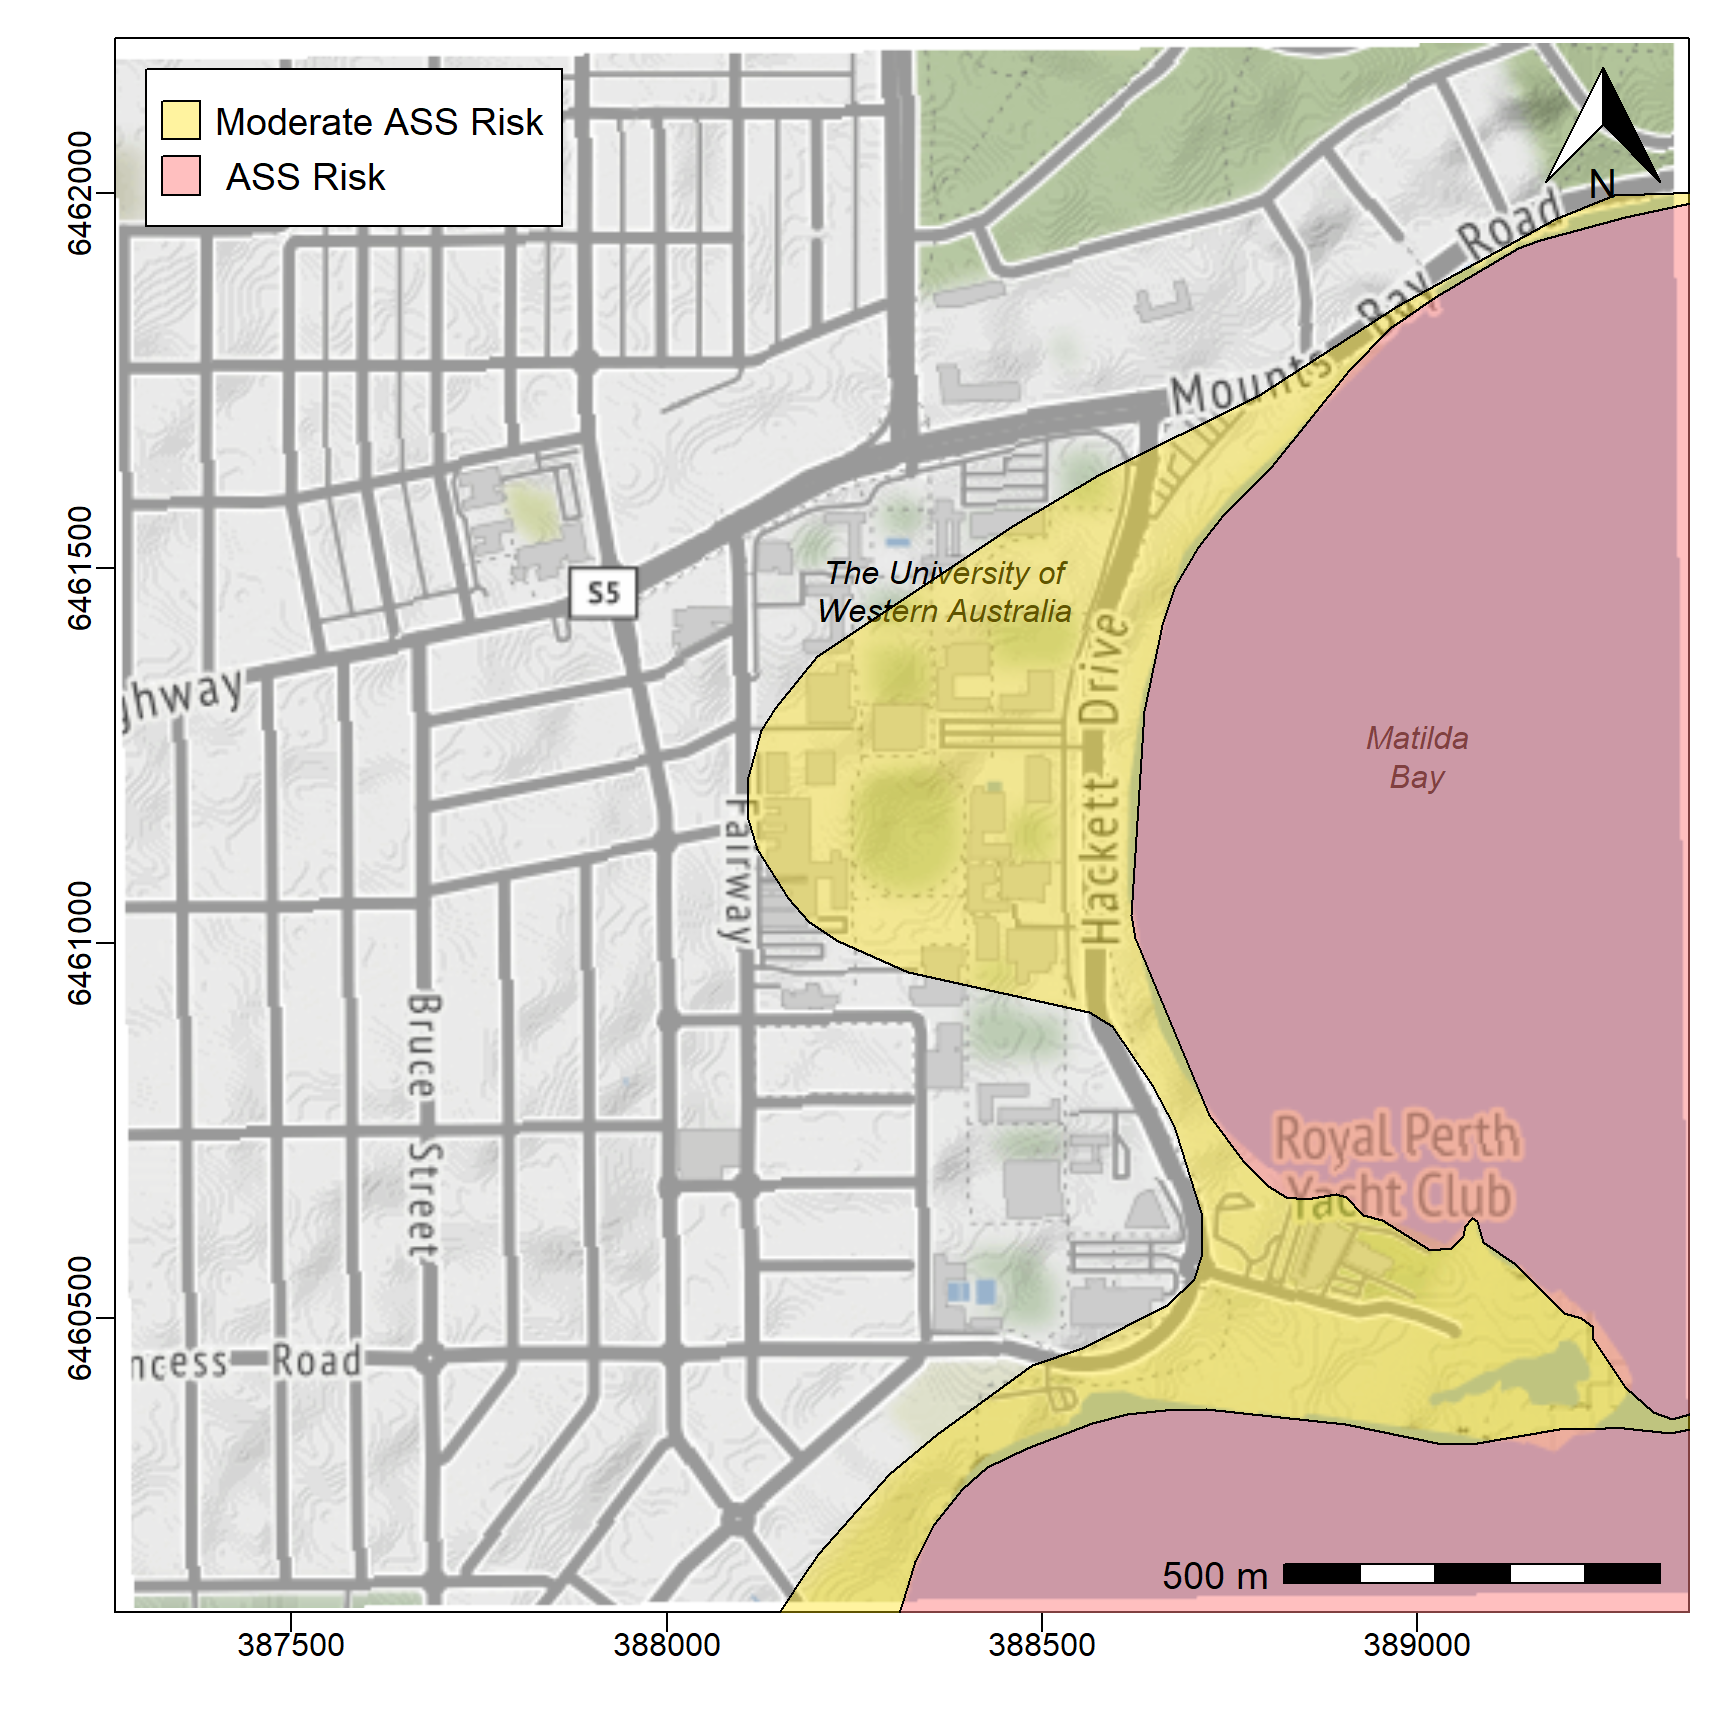 Moderate ASS Risk
ASS Risk
N
Mounts Bay Road
S5
The University of
Western Australia
ghway
Hackett Drive
Matilda
Bay
Fairway
Bruce Street
Royal Perth
Yacht Club
ncess Road
500 m
6462000
6461500
6461000
6460500
387500
388000
388500
389000